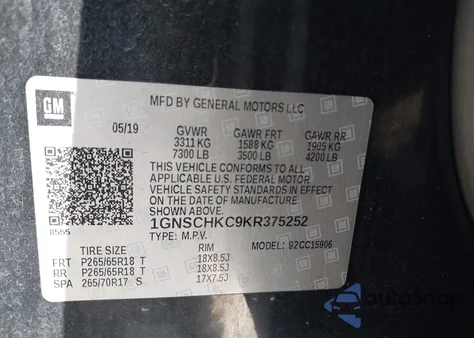 GM
MFD BY GENERAL MOTORS LLC
05/19 GVWR GAWR FRT GAWR RR
3311 KG 1588 KG 1905 KG
7300 LB 3500 LB 4200 LB
THIS VEHICLE CONFORMS TO ALL
APPLICABLE U.S. FEDERAL MOTOR
VEHICLE SAFETY STANDARDS IN EFFECT ON
THE DATE OF MANUFACTURE SHOWN ABOVE.
1GNSCHKC9KR375252
8555 TYPE: M.P.V. MODEL: 92CC15906
TIRE SIZE RIM
FRT P265/65R18 T 18X8.5J
RR P265/65R18 T 18X8.5J
SPA 265/70R17 S 17X7.5J
autoSnap